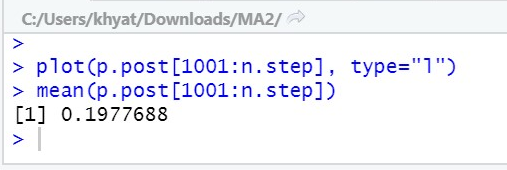 C:/Users/khyat/Downloads/MA2/
>
> plot(p.post[1001:n.step], type="l")
> mean(p.post[1001:n.step])
[1] 0.1977688
>